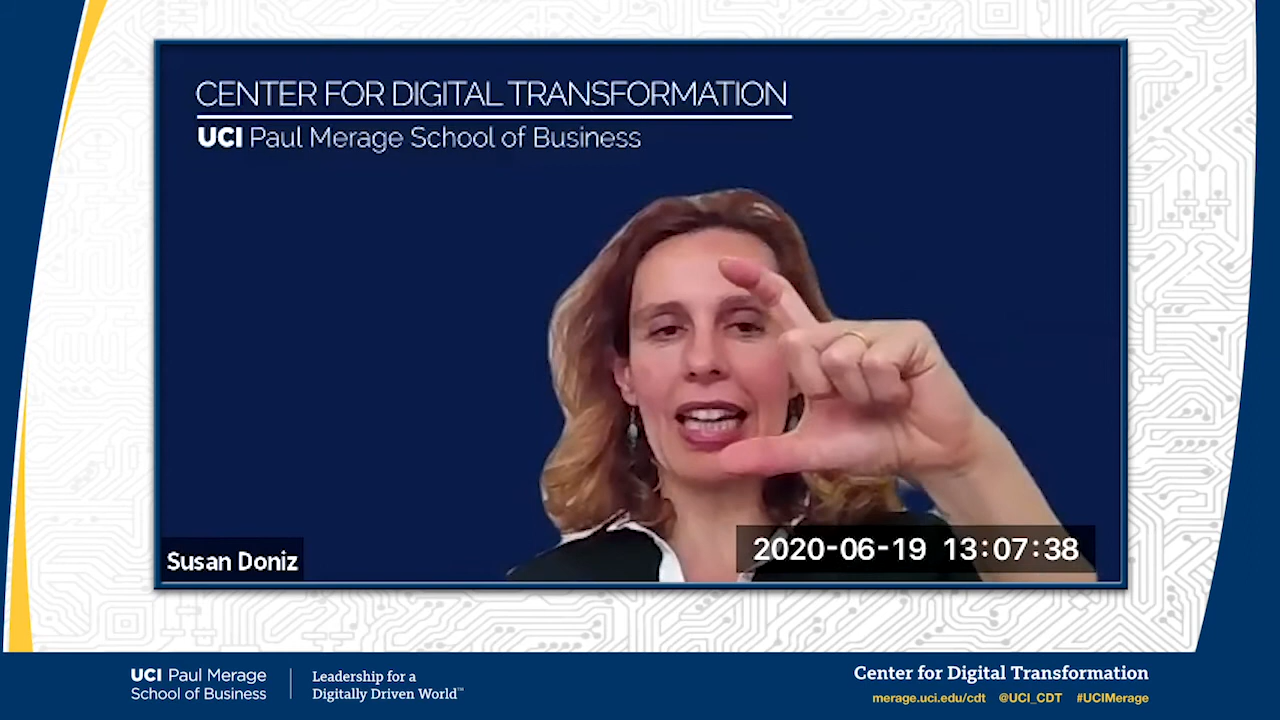 CENTER FOR DIGITAL TRANSFORMATION
UCI Paul Merage School of Business
Susan Doniz
2020-06-19 13:07:38
UCI Paul Merage
School of Business
Leadership for a
Digitally Driven World™
Center for Digital Transformation
merage.uci.edu/cdt @UCI_CDT #UCIMerage